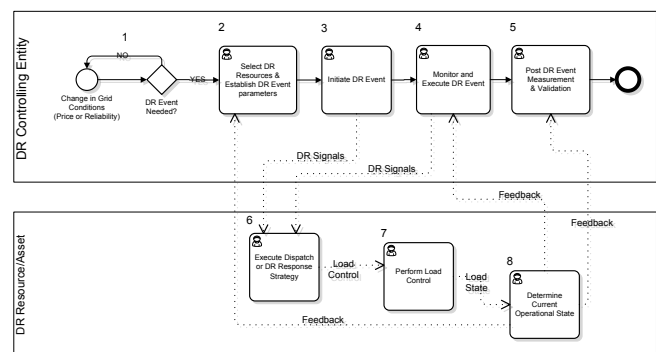 DR Controlling Entity
1
NO
YES
Change in Grid
Conditions
(Price or Reliability)
DR Event
Needed?
2
Select DR
Resources &
Establish DR Event
parameters
3
Initiate DR Event
4
Monitor and
Execute DR Event
5
Post DR Event
Measurement
& Validation
DR Signals
DR Signals
Feedback
Feedback
DR Resource/Asset
6
Execute Dispatch
or DR Response
Strategy
Load
Control
7
Perform Load
Control
Load
State
8
Determine
Current
Operational State
Feedback